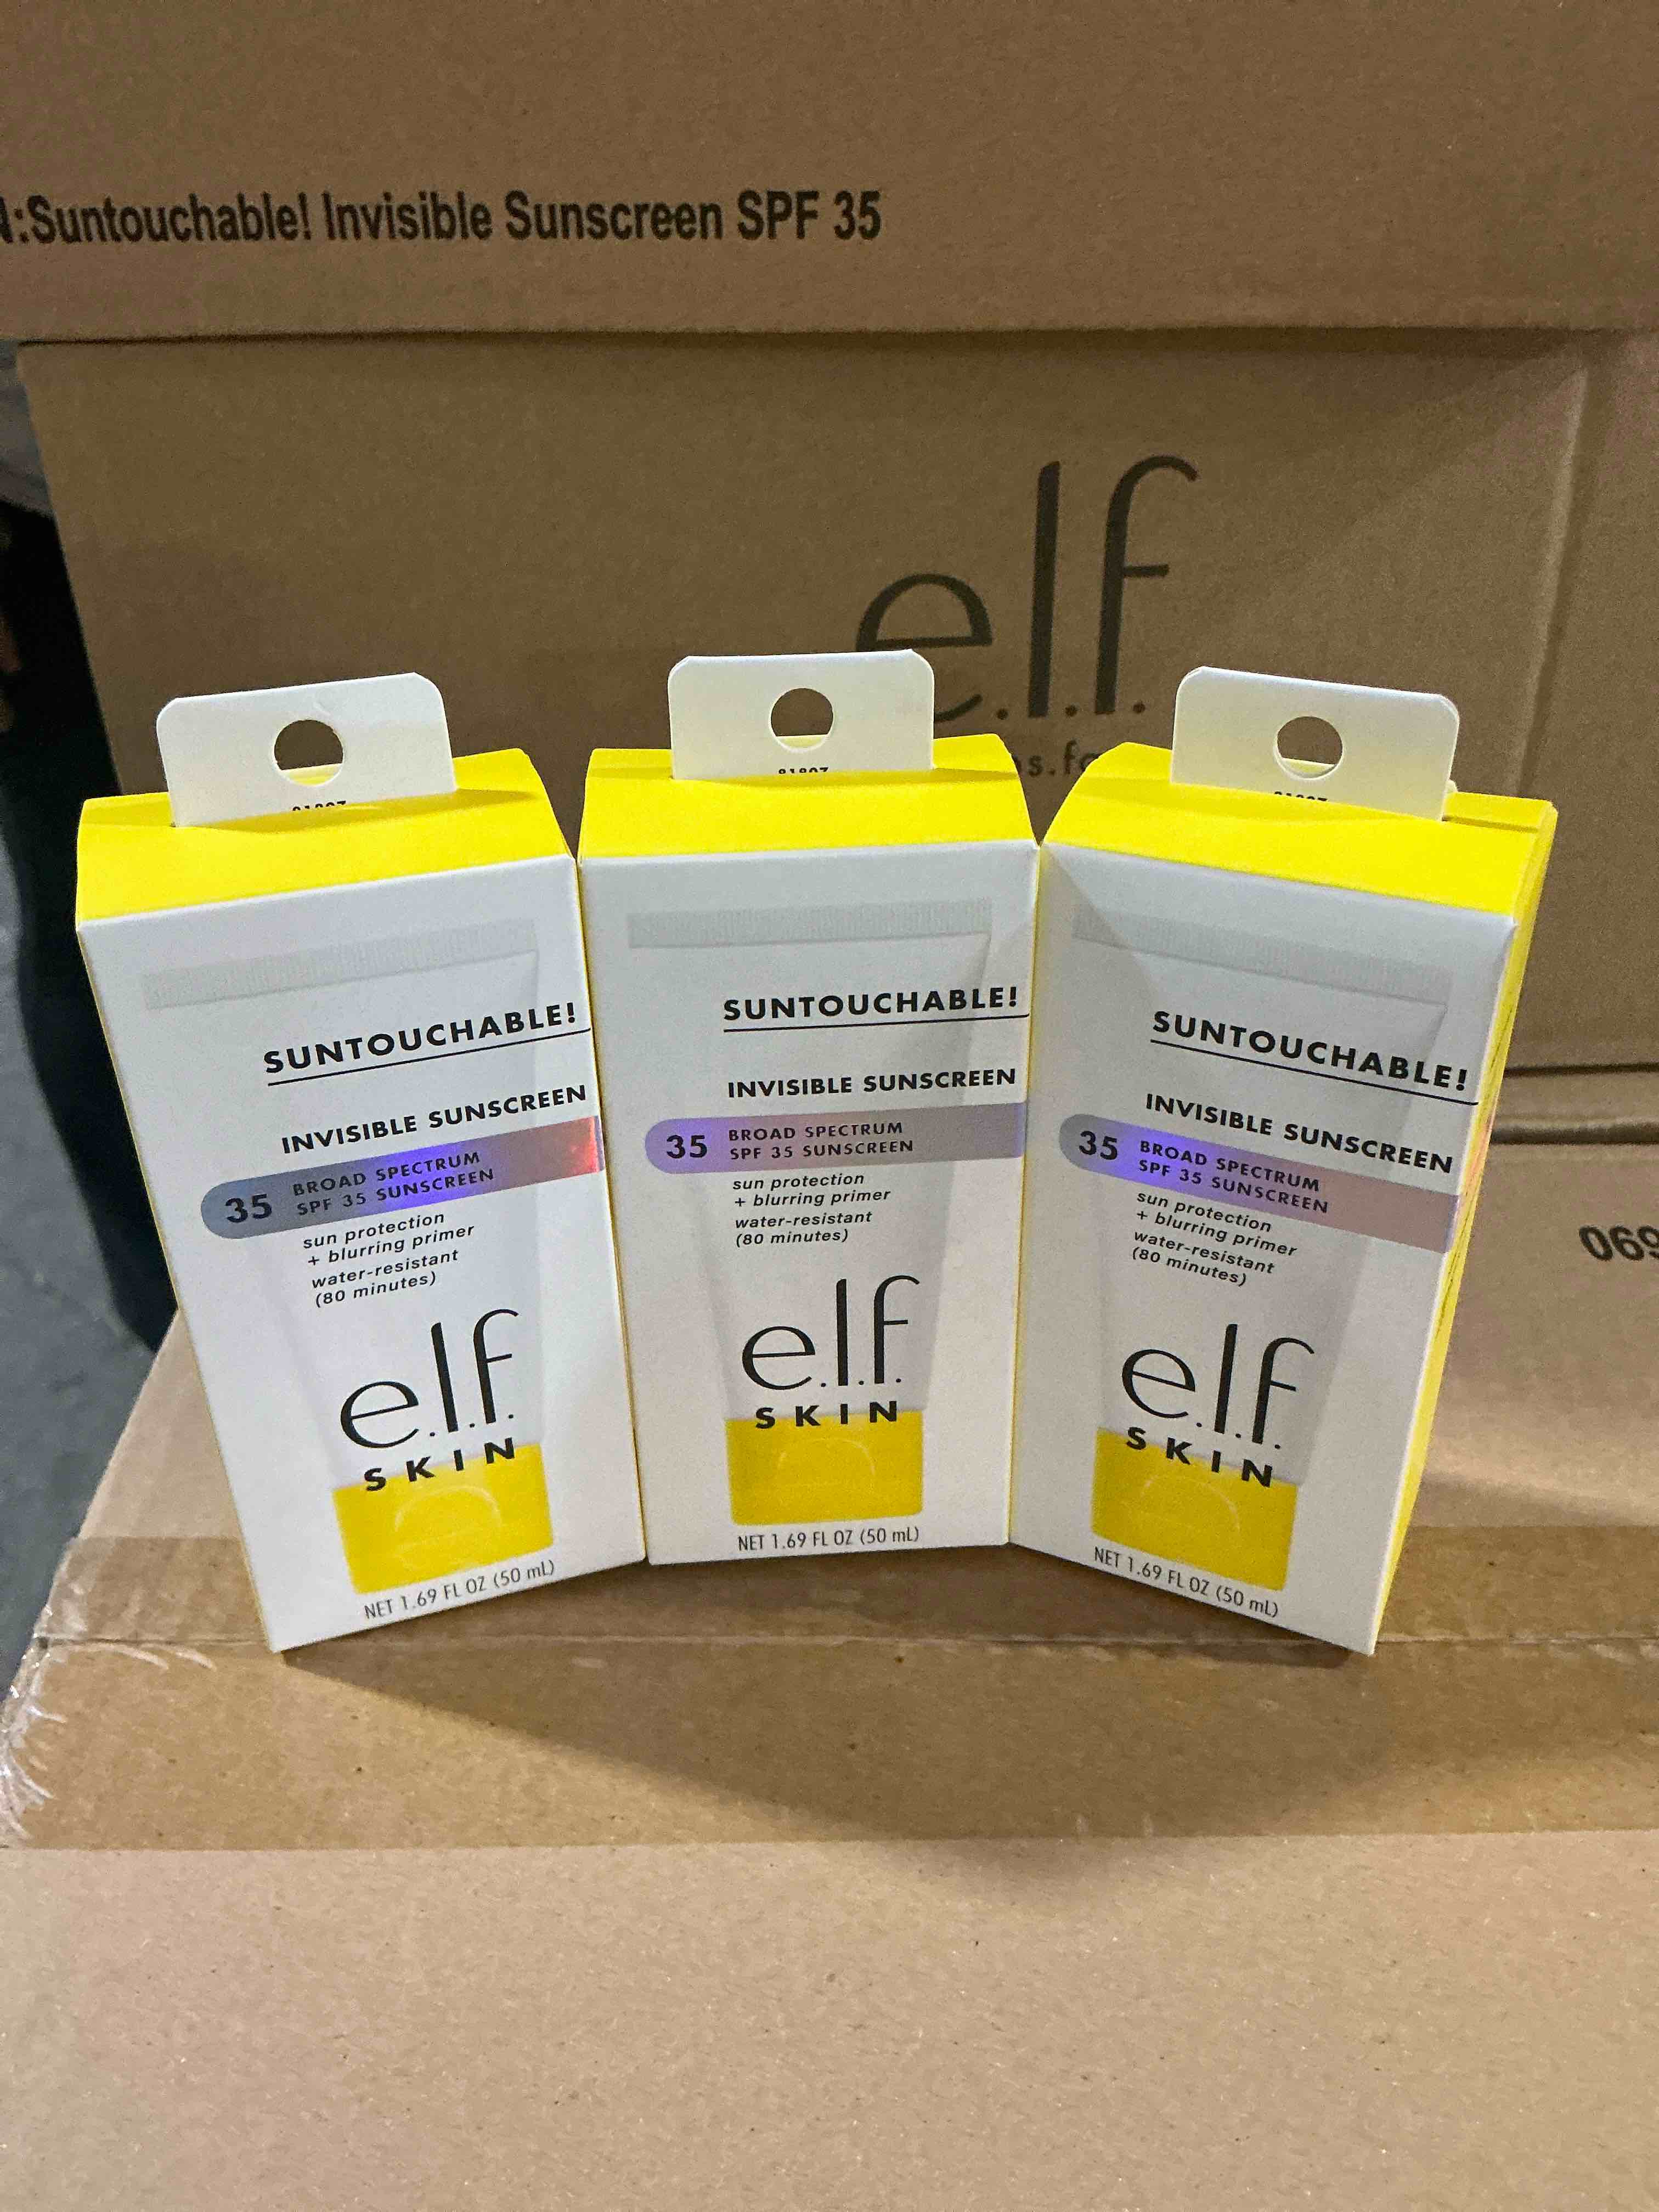 :Suntouchable! Invisible Sunscreen SPF 35
e.l.f.
069
81807
SUNTOUCHABLE!
INVISIBLE SUNSCREEN
35 BROAD SPECTRUM
SPF 35 SUNSCREEN
sun protection
+ blurring primer
water-resistant
(80 minutes)
e.l.f.
SKIN
NET 1.69 FL OZ (50 mL)
81807
SUNTOUCHABLE!
INVISIBLE SUNSCREEN
35 BROAD SPECTRUM
SPF 35 SUNSCREEN
sun protection
+ blurring primer
water-resistant
(80 minutes)
e.l.f.
SKIN
NET 1.69 FL OZ (50 mL)
81807
SUNTOUCHABLE!
INVISIBLE SUNSCREEN
35 BROAD SPECTRUM
SPF 35 SUNSCREEN
sun protection
+ blurring primer
water-resistant
(80 minutes)
e.l.f.
SKIN
NET 1.69 FL OZ (50 mL)